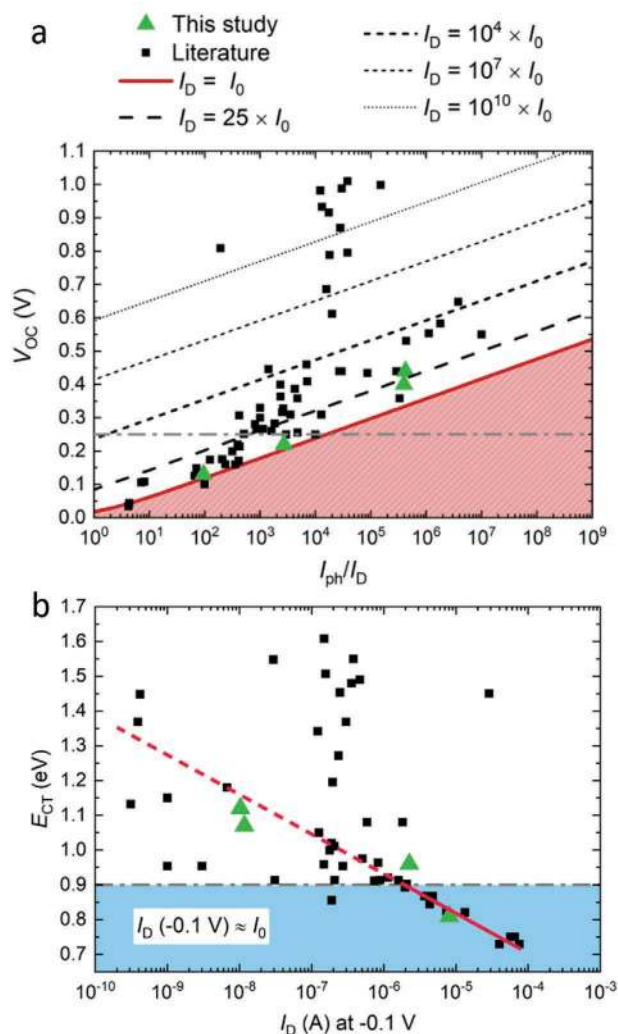 a
This study
Literature
I_D = I_0
I_D = 25 × I_0
I_D = 10^4 × I_0
I_D = 10^7 × I_0
I_D = 10^10 × I_0
1.1
1.0
0.9
0.8
0.7
0.6
0.5
0.4
0.3
0.2
0.1
0.0
V_OC (V)
10^0 10^1 10^2 10^3 10^4 10^5 10^6 10^7 10^8 10^9
I_ph/I_D
b
1.7
1.6
1.5
1.4
1.3
1.2
1.1
1.0
0.9
0.8
0.7
E_CT (eV)
I_D (-0.1 V) ≈ I_0
10^-10 10^-9 10^-8 10^-7 10^-6 10^-5 10^-4 10^-3
I_D (A) at -0.1 V